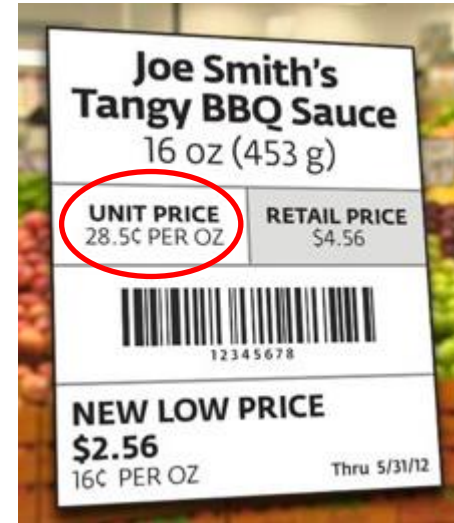 Joe Smith's
Tangy BBQ Sauce
16 oz (453 g)
UNIT PRICE
28.5¢ PER OZ
RETAIL PRICE
$4.56
12345678
NEW LOW PRICE
$2.56
16¢ PER OZ
Thru 5/31/12